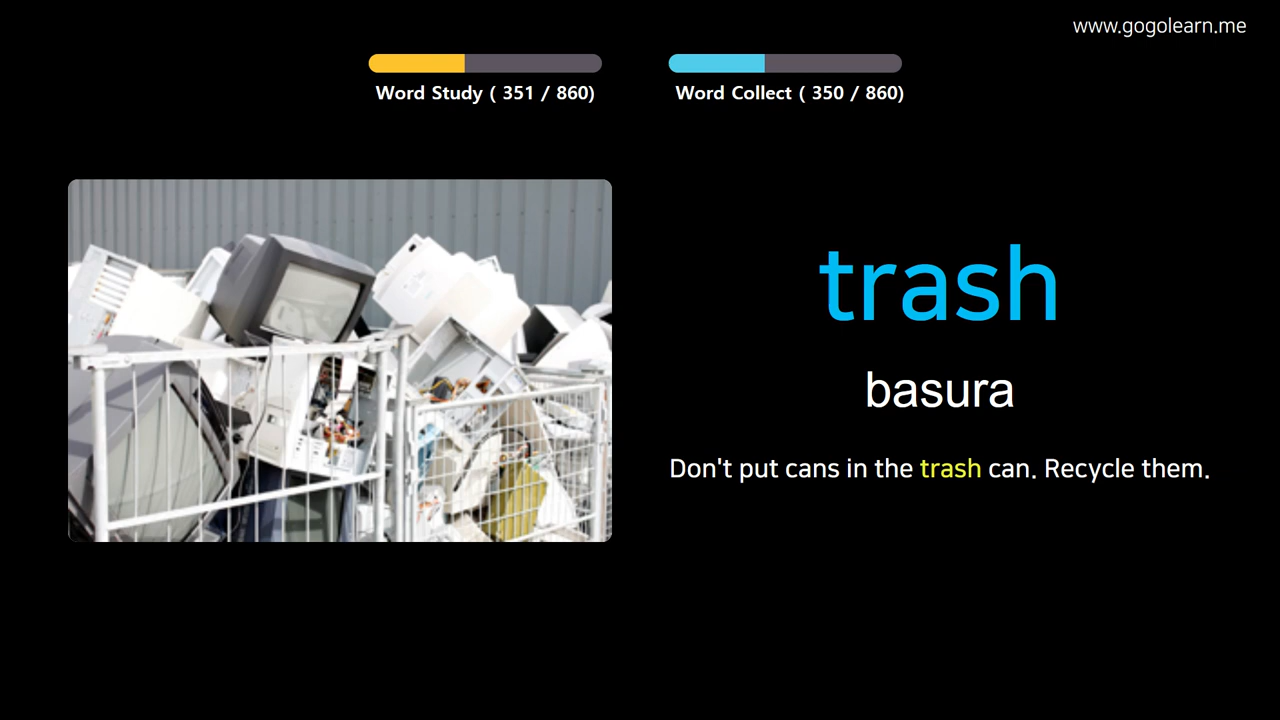 www.gogolearn.me
Word Study ( 351 / 860)
Word Collect ( 350 / 860)
trash
basura
Don't put cans in the trash can. Recycle them.